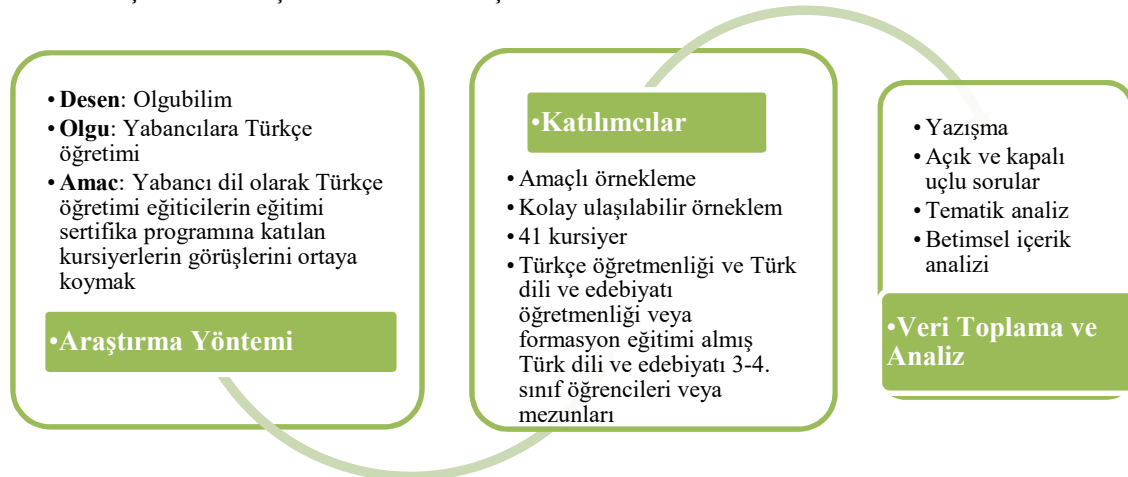 • Desen: Olgubilim
• Olgu: Yabancılara Türkçe
öğretimi
• Amac: Yabancı dil olarak Türkçe
öğretimi eğiticilerin eğitimi
sertifika programına katılan
kursiyerlerin görüşlerini ortaya
koymak
•Araştırma Yöntemi
•Katılımcılar
• Amaçlı örnekleme
• Kolay ulaşılabilir örneklem
• 41 kursiyer
• Türkçe öğretmenliği ve Türk
dili ve edebiyatı
öğretmenliği veya
formasyon eğitimi almış
Türk dili ve edebiyatı 3-4.
sınıf öğrencileri veya
mezunları
• Yazışma
• Açık ve kapalı
uçlu sorular
• Tematik analiz
• Betimsel içerik
analizi
•Veri Toplama ve
Analiz